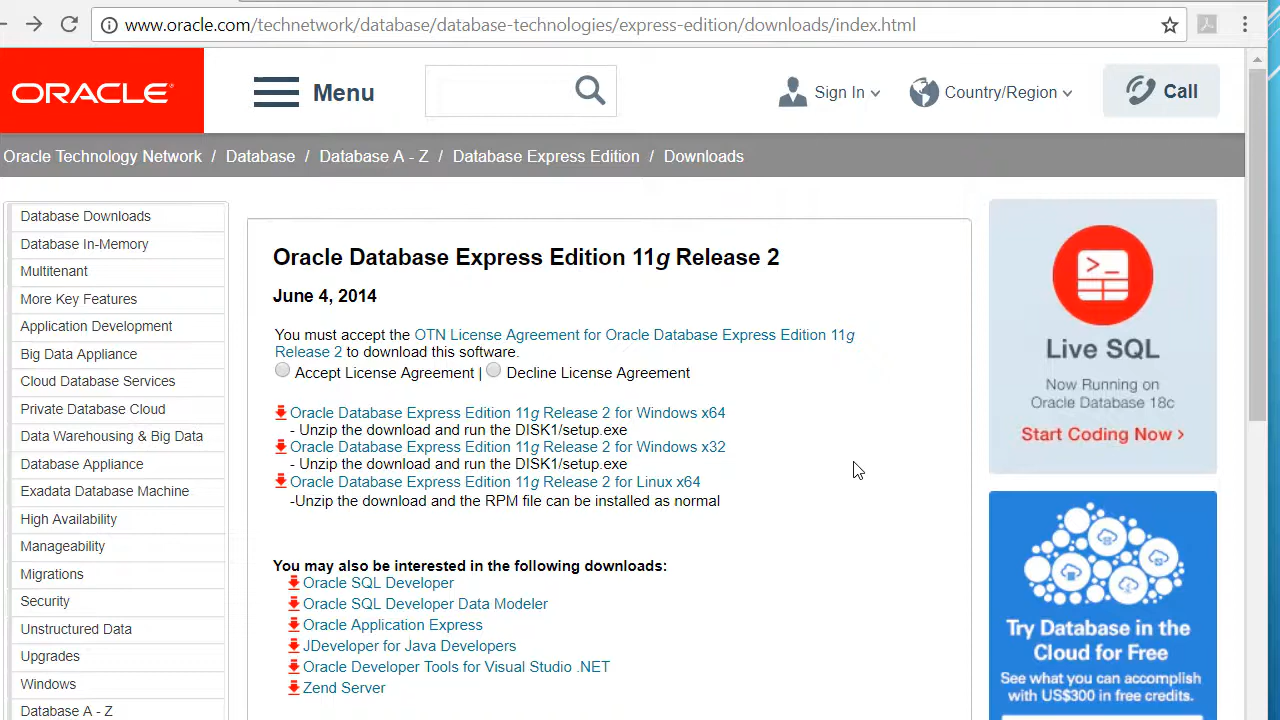 www.oracle.com/technetwork/database/database-technologies/express-edition/downloads/index.html
ORACLE
Menu
Sign In
Country/Region
Call
Oracle Technology Network / Database / Database A - Z / Database Express Edition / Downloads
Database Downloads
Database In-Memory
Multitenant
More Key Features
Application Development
Big Data Appliance
Cloud Database Services
Private Database Cloud
Data Warehousing & Big Data
Database Appliance
Exadata Database Machine
High Availability
Manageability
Migrations
Security
Unstructured Data
Upgrades
Windows
Database A - Z
Oracle Database Express Edition 11g Release 2
June 4, 2014
You must accept the OTN License Agreement for Oracle Database Express Edition 11g
Release 2 to download this software.
Accept License Agreement | Decline License Agreement
Oracle Database Express Edition 11g Release 2 for Windows x64
- Unzip the download and run the DISK1/setup.exe
Oracle Database Express Edition 11g Release 2 for Windows x32
- Unzip the download and run the DISK1/setup.exe
Oracle Database Express Edition 11g Release 2 for Linux x64
-Unzip the download and the RPM file can be installed as normal
You may also be interested in the following downloads:
Oracle SQL Developer
Oracle SQL Developer Data Modeler
Oracle Application Express
JDeveloper for Java Developers
Oracle Developer Tools for Visual Studio .NET
Zend Server
Live SQL
Now Running on
Oracle Database 18c
Start Coding Now >
Try Database in the
Cloud for Free
See what you can accomplish
with US$300 in free credits.